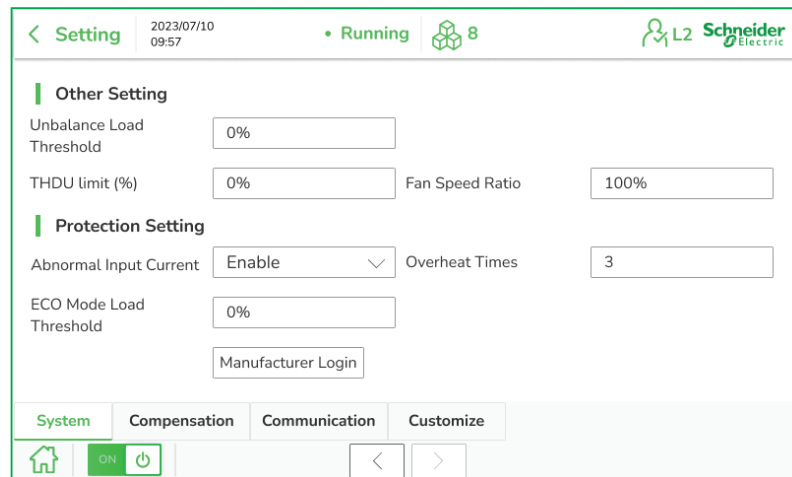 Setting
2023/07/10
09:57
Running
8
L2
Schneider
Electric
Other Setting
Unbalance Load
Threshold
0%
THDU limit (%)
0%
Fan Speed Ratio
100%
Protection Setting
Abnormal Input Current
Enable
Overheat Times
3
ECO Mode Load
Threshold
0%
Manufacturer Login
System
Compensation
Communication
Customize
ON